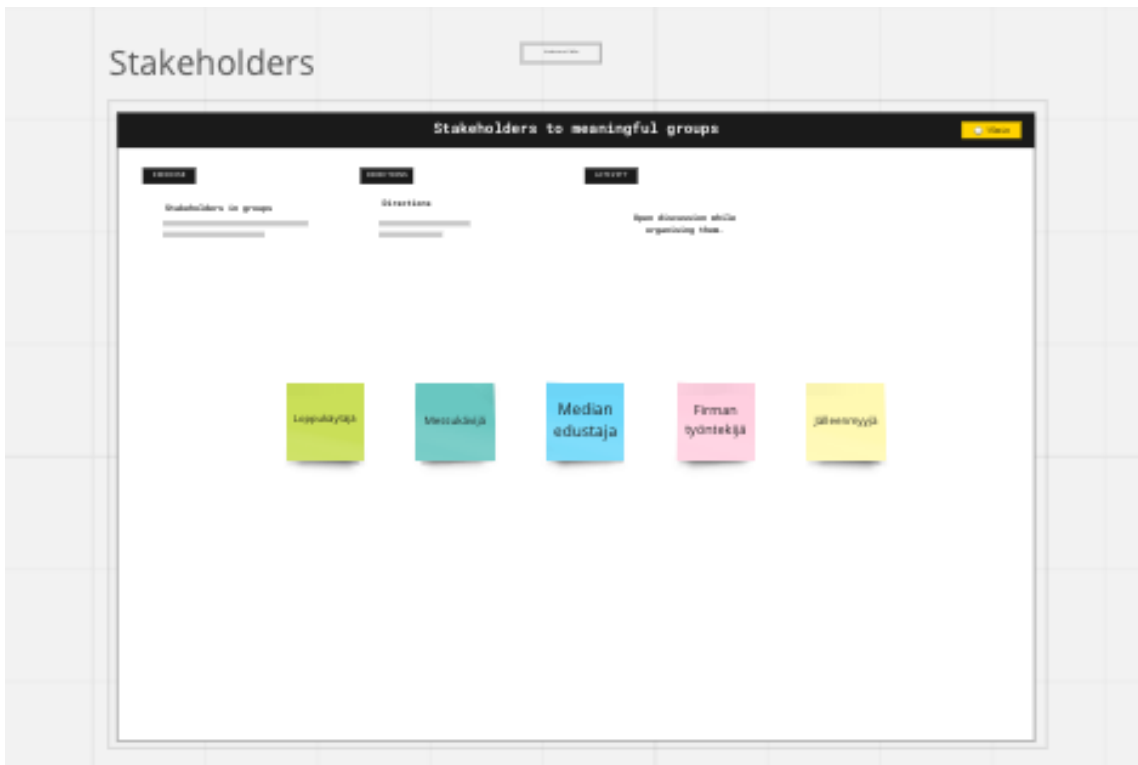 Stakeholders
Stakeholders to meaningful groups
Stakeholders in groups
Directions
ACTIVITY
Open discussion while
organising them.
Loppukäyttäjä
Messukävijä
Median
edustaja
Firman
työntekijä
Jälleenmyyjä